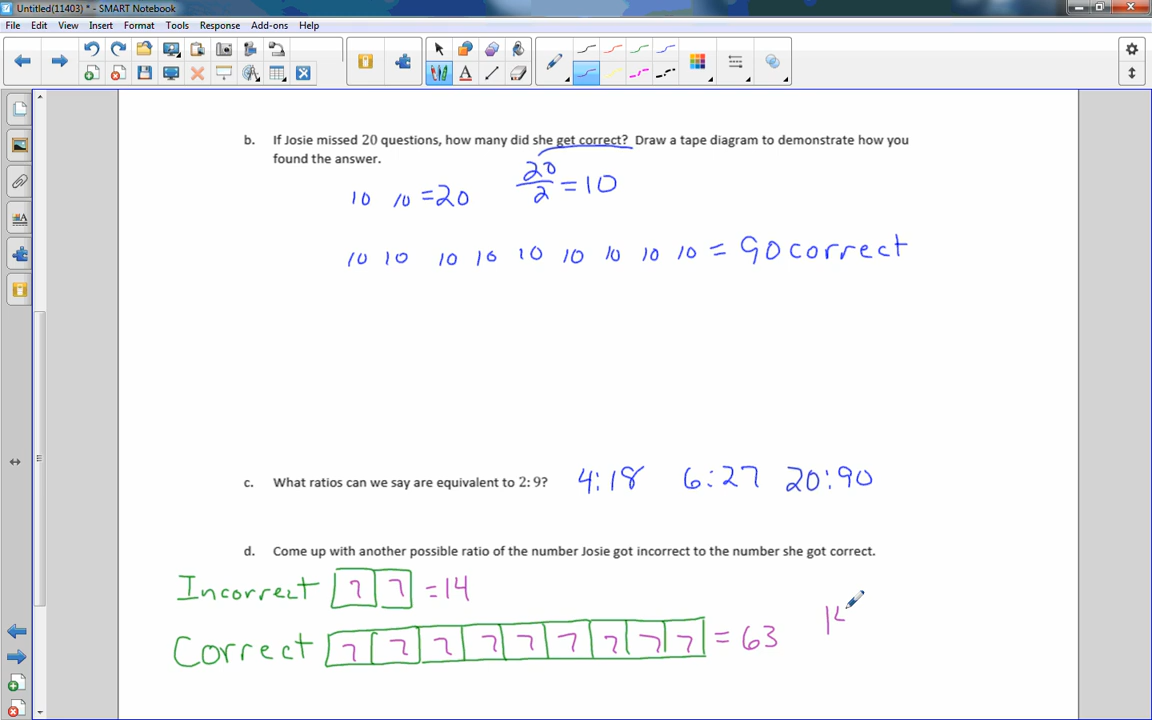 Untitled(11403) * - SMART Notebook
File Edit View Insert Format Tools Response Add-ons Help
b. If Josie missed 20 questions, how many did she get correct? Draw a tape diagram to demonstrate how you
found the answer.
10 10 =20 20/2 = 10
10 10 10 10 10 10 10 10 10 = 90 correct
c. What ratios can we say are equivalent to 2: 9? 4:18 6:27 20:90
d. Come up with another possible ratio of the number Josie got incorrect to the number she got correct.
Incorrect 7 7 =14
Correct 7 7 7 7 7 7 7 7 7 = 63